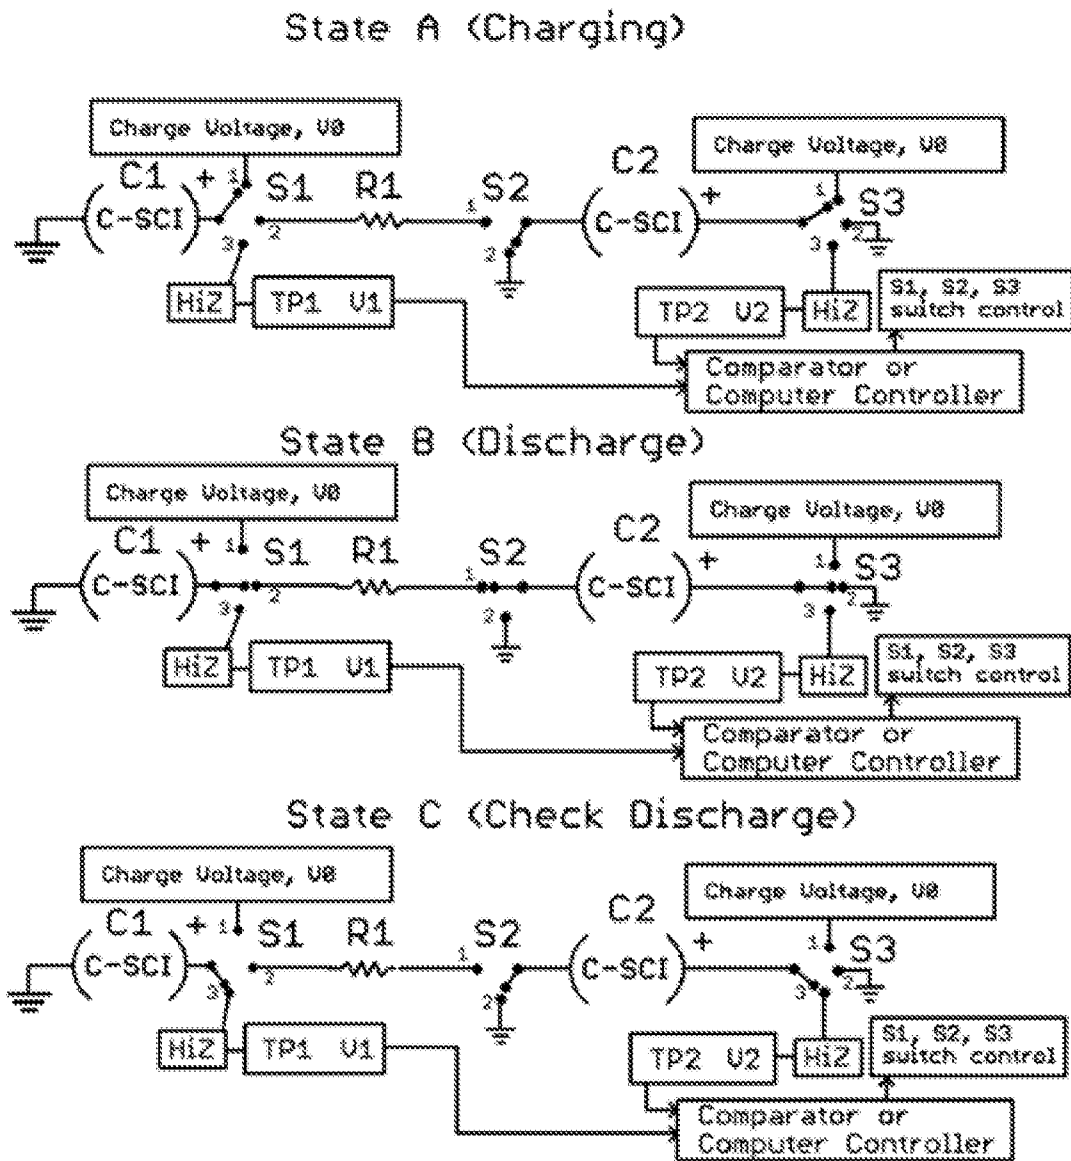 State A (Charging)
Charge Voltage, V0
Charge Voltage, V0
C1 + 1 S1 R1 S2 C2 + 1 S3
(C-SCI) 2 1 (C-SCI) 2
3 2 3
HiZ TP1 V1 TP2 V2 HiZ S1, S2, S3
switch control
Comparator or
Computer Controller
State B (Discharge)
Charge Voltage, V0
Charge Voltage, V0
C1 + 1 S1 R1 S2 C2 + 1 S3
(C-SCI) 2 1 (C-SCI) 2
3 2 3
HiZ TP1 V1 TP2 V2 HiZ S1, S2, S3
switch control
Comparator or
Computer Controller
State C (Check Discharge)
Charge Voltage, V0
Charge Voltage, V0
C1 + 1 S1 R1 S2 C2 + 1 S3
(C-SCI) 2 1 (C-SCI) 2
3 2 3
HiZ TP1 V1 TP2 V2 HiZ S1, S2, S3
switch control
Comparator or
Computer Controller